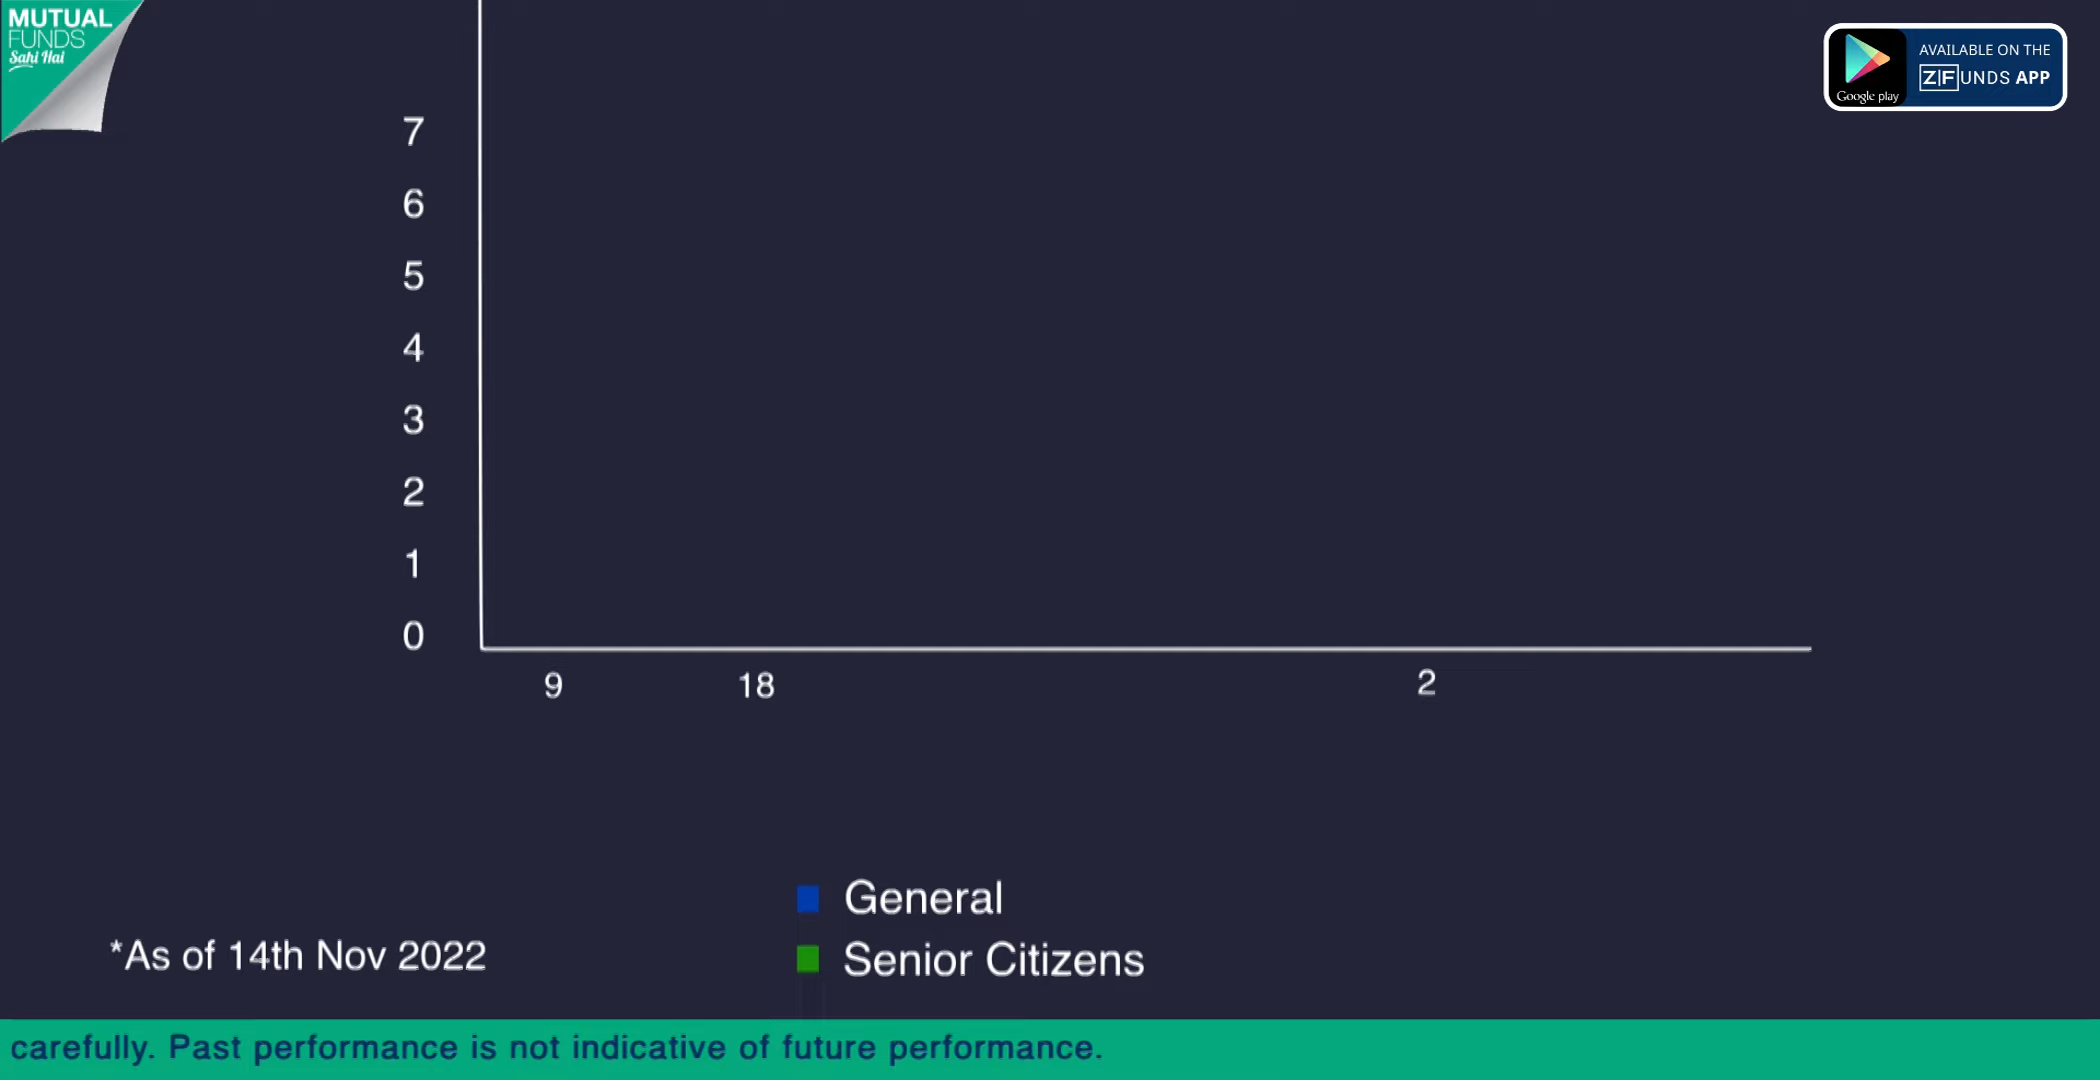 MUTUAL
FUNDS
Sahi Hai
AVAILABLE ON THE
ZFUNDS APP
Google play
7
6
5
4
3
2
1
0
9 18 2
General
Senior Citizens
*As of 14th Nov 2022
carefully. Past performance is not indicative of future performance.